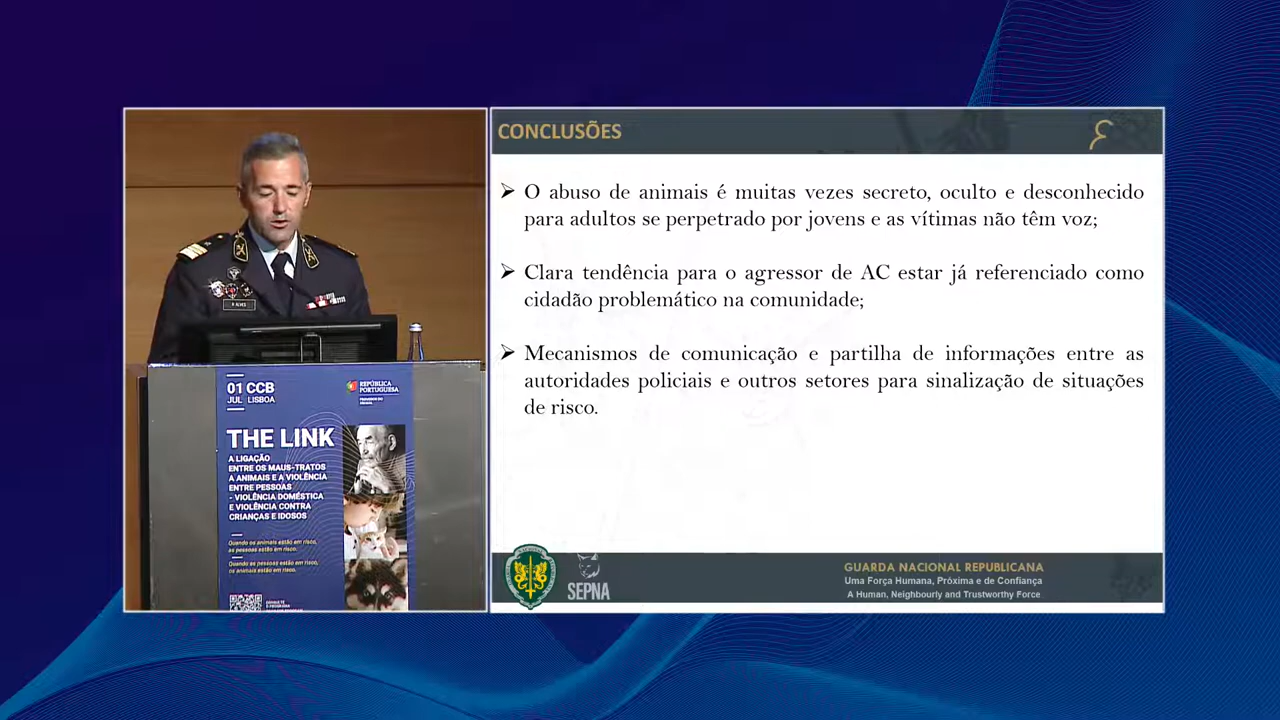 CONCLUSÕES
➢ O abuso de animais é muitas vezes secreto, oculto e desconhecido
para adultos se perpetrado por jovens e as vítimas não têm voz;
➢ Clara tendência para o agressor de AC estar já referenciado como
cidadão problemático na comunidade;
➢ Mecanismos de comunicação e partilha de informações entre as
autoridades policiais e outros setores para sinalização de situações
de risco.
SEPNA
GUARDA NACIONAL REPUBLICANA
Uma Força Humana, Próxima e de Confiança
A Human, Neighbourly and Trustworthy Force
01 CCB
JUL LISBOA
REPÚBLICA
PORTUGUESA
THE LINK
A LIGAÇÃO
ENTRE OS MAUS-TRATOS
A ANIMAIS E A VIOLÊNCIA
ENTRE PESSOAS
- VIOLÊNCIA DOMÉSTICA
E VIOLÊNCIA CONTRA
CRIANÇAS E IDOSOS
Quando os animais estão em risco,
as pessoas estão em risco.
Quando as pessoas estão em risco,
os animais estão em risco.